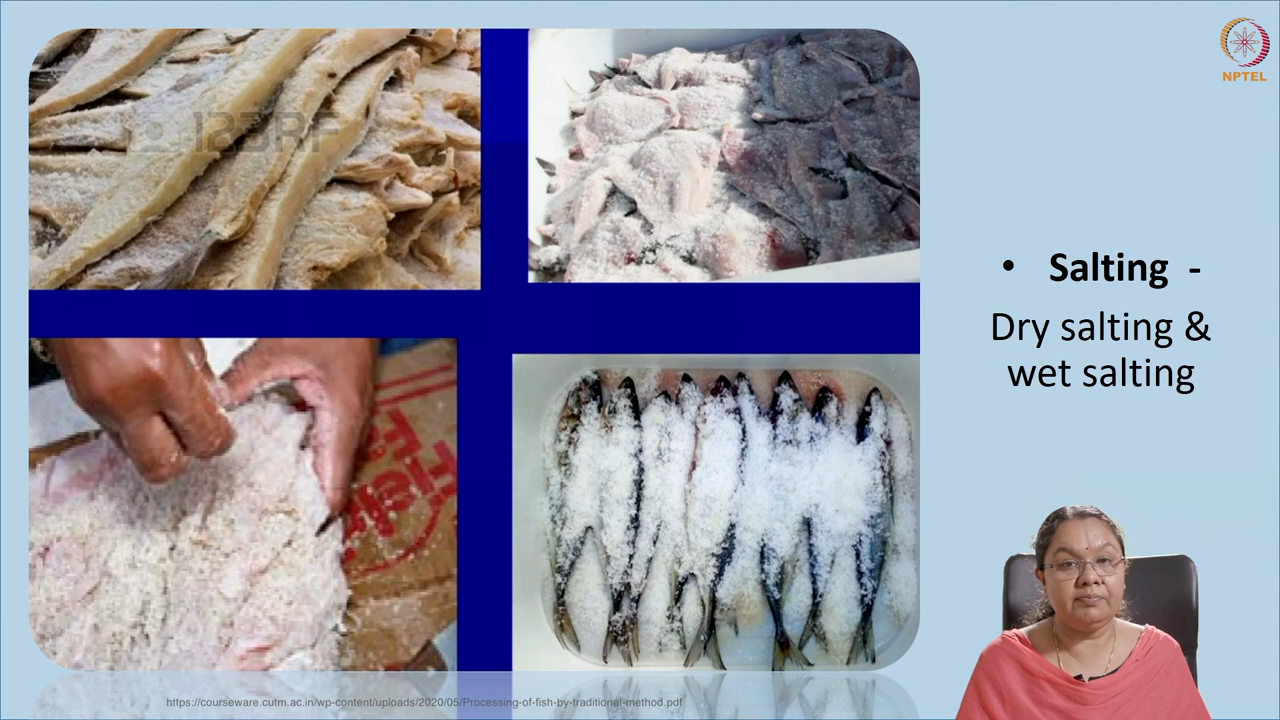 NPTEL
123RF
• Salting -
Dry salting &
wet salting
https://courseware.cutm.ac.in/wp-content/uploads/2020/05/Processing-of-fish-by-traditional-method.pdf